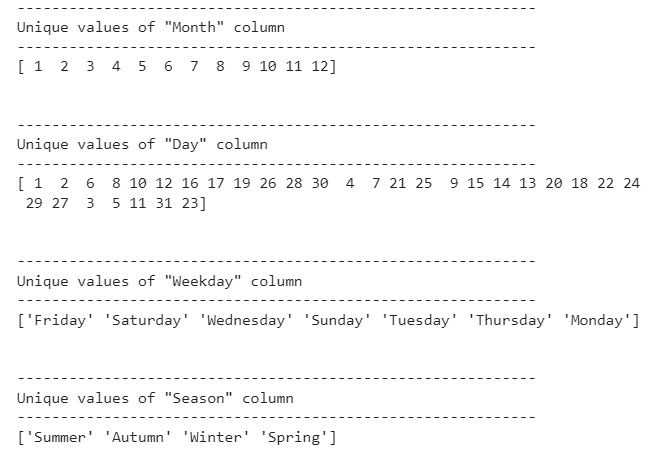 ------------------------------------------------------------
Unique values of "Month" column
------------------------------------------------------------
[ 1  2  3  4  5  6  7  8  9 10 11 12]
------------------------------------------------------------
Unique values of "Day" column
------------------------------------------------------------
[ 1  2  6  8 10 12 16 17 19 26 28 30  4  7 21 25  9 15 14 13 20 18 22 24
 29 27  3  5 11 31 23]
------------------------------------------------------------
Unique values of "Weekday" column
------------------------------------------------------------
['Friday' 'Saturday' 'Wednesday' 'Sunday' 'Tuesday' 'Thursday' 'Monday']
------------------------------------------------------------
Unique values of "Season" column
------------------------------------------------------------
['Summer' 'Autumn' 'Winter' 'Spring']